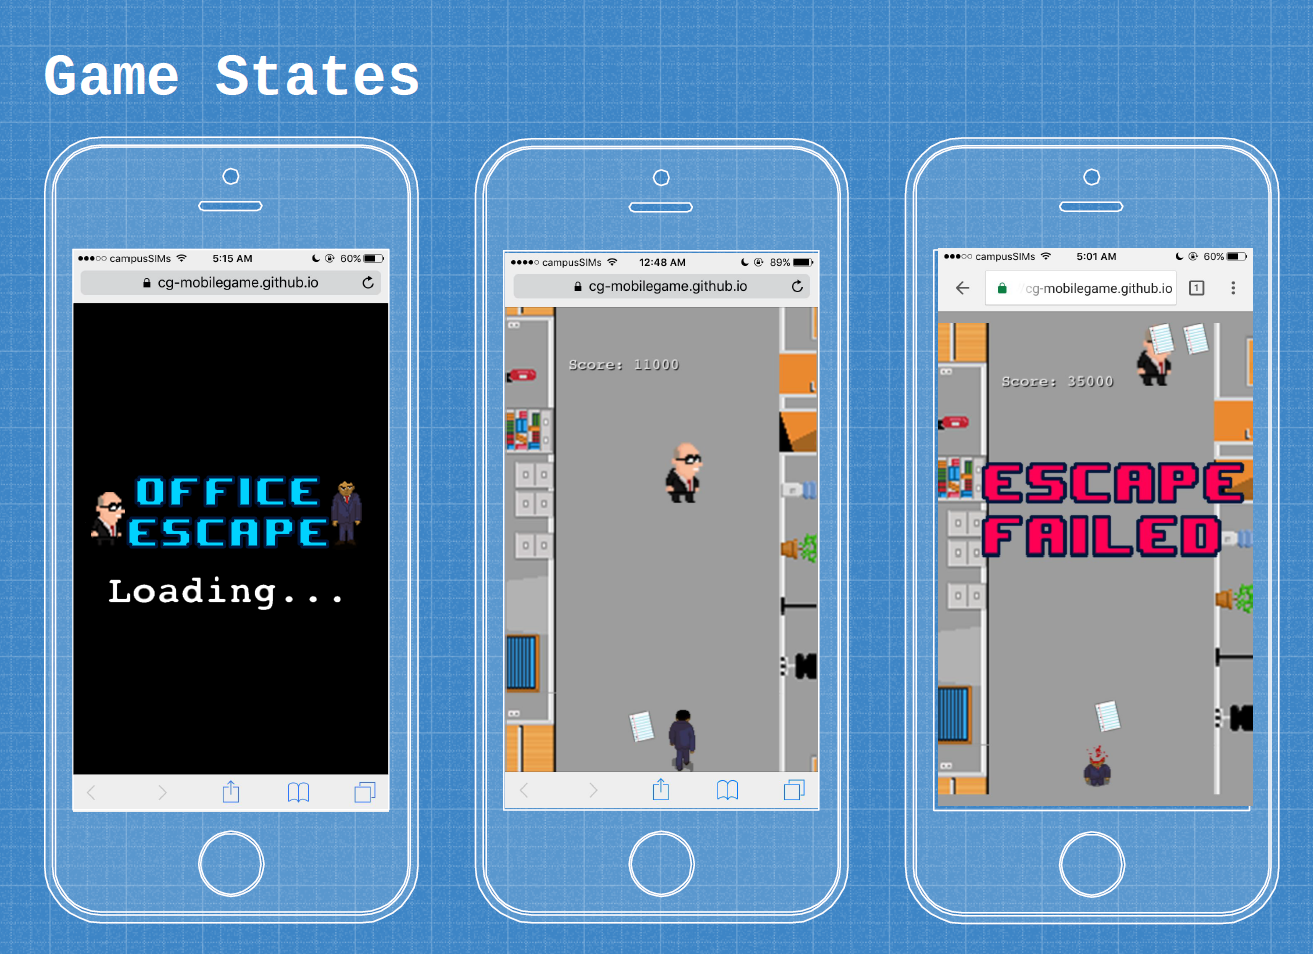 Game States
campusSIMs 5:15 AM 60%
cg-mobilegame.github.io
OFFICE
ESCAPE
Loading...
campusSIMs 12:48 AM 89%
cg-mobilegame.github.io
Score: 11000
campusSIMs 5:01 AM 60%
cg-mobilegame.github.io 1
Score: 35000
ESCAPE
FAILED